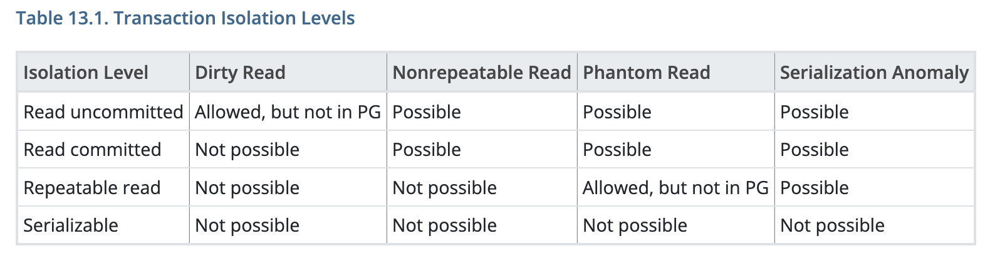 Table 13.1. Transaction Isolation Levels
Isolation Level Dirty Read Nonrepeatable Read Phantom Read Serialization Anomaly
Read uncommitted Allowed, but not in PG Possible Possible Possible
Read committed Not possible Possible Possible Possible
Repeatable read Not possible Not possible Allowed, but not in PG Possible
Serializable Not possible Not possible Not possible Not possible